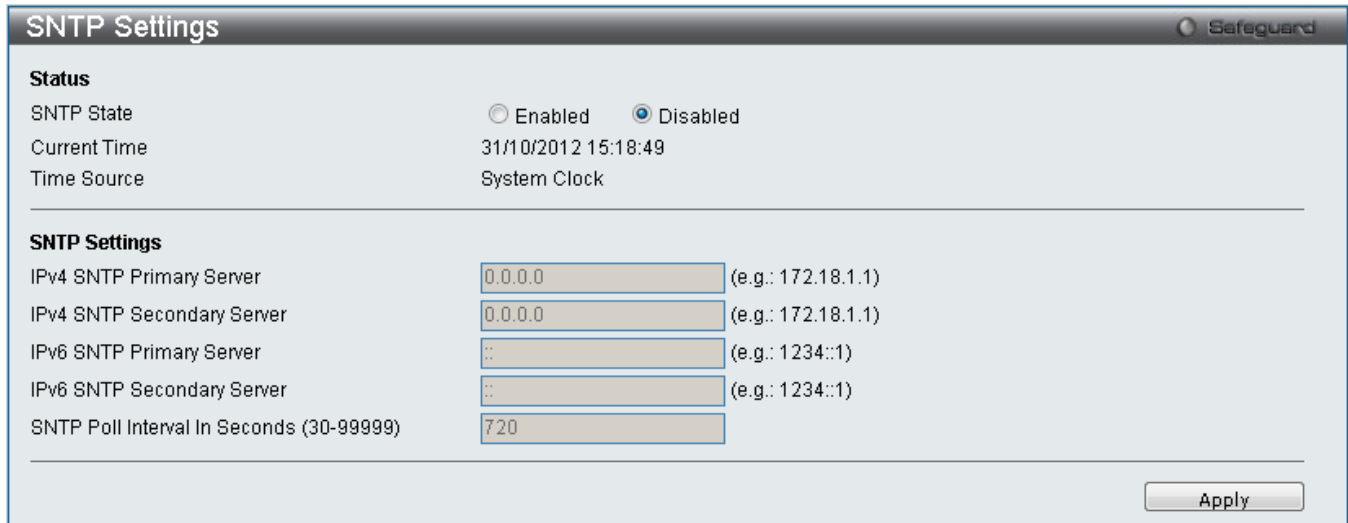 SNTP Settings Safeguard
Status
SNTP State Enabled Disabled
Current Time 31/10/2012 15:18:49
Time Source System Clock
SNTP Settings
IPv4 SNTP Primary Server 0.0.0.0 (e.g.: 172.18.1.1)
IPv4 SNTP Secondary Server 0.0.0.0 (e.g.: 172.18.1.1)
IPv6 SNTP Primary Server :: (e.g.: 1234::1)
IPv6 SNTP Secondary Server :: (e.g.: 1234::1)
SNTP Poll Interval In Seconds (30-99999) 720
Apply